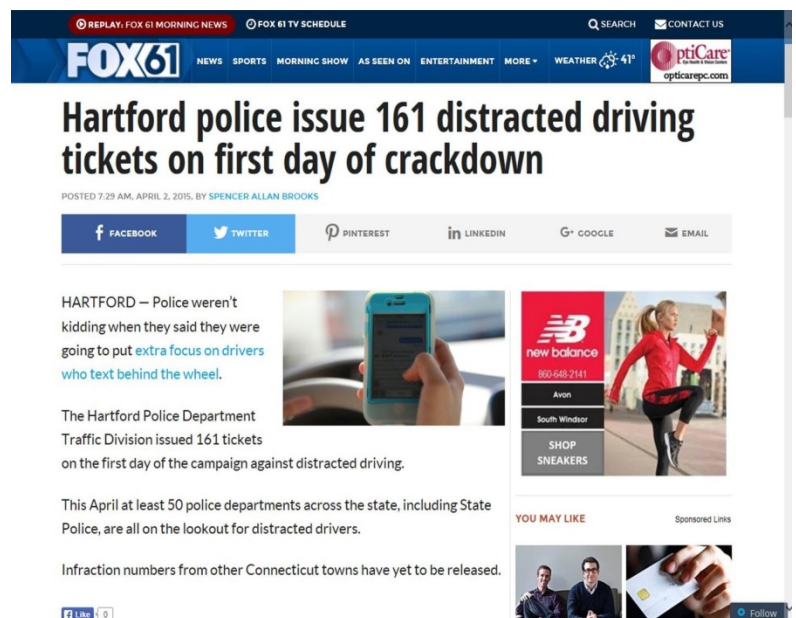 REPLAY: FOX 61 MORNING NEWS FOX 61 TV SCHEDULE SEARCH CONTACT US
FOX61 NEWS SPORTS MORNING SHOW AS SEEN ON ENTERTAINMENT MORE WEATHER 41°
OptiCare
opticarepc.com
Hartford police issue 161 distracted driving
tickets on first day of crackdown
POSTED 7:29 AM, APRIL 2, 2015, BY SPENCER ALLAN BROOKS
f FACEBOOK TWITTER PINTEREST in LINKEDIN G+ GOOGLE EMAIL
HARTFORD — Police weren't
kidding when they said they were
going to put extra focus on drivers
who text behind the wheel.
The Hartford Police Department
Traffic Division issued 161 tickets
on the first day of the campaign against distracted driving.
This April at least 50 police departments across the state, including State
Police, are all on the lookout for distracted drivers.
Infraction numbers from other Connecticut towns have yet to be released.
f Like 0
new balance
860-648-2141
Avon
South Windsor
SHOP
SNEAKERS
YOU MAY LIKE Sponsored Links
Follow